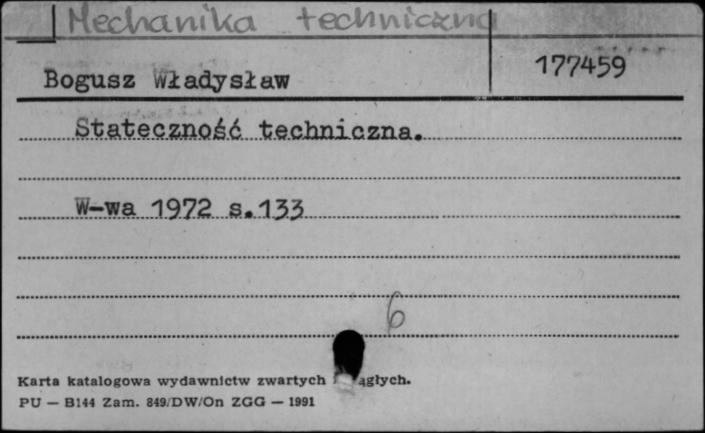 Mechanika techniczna
Bogusz Władysław
177459
Stateczność techniczna.
W-wa 1972 s.133
6
Karta katalogowa wydawnictw zwartych ągłych.
PU — B144 Zam. 849/DW/On ZGG — 1991